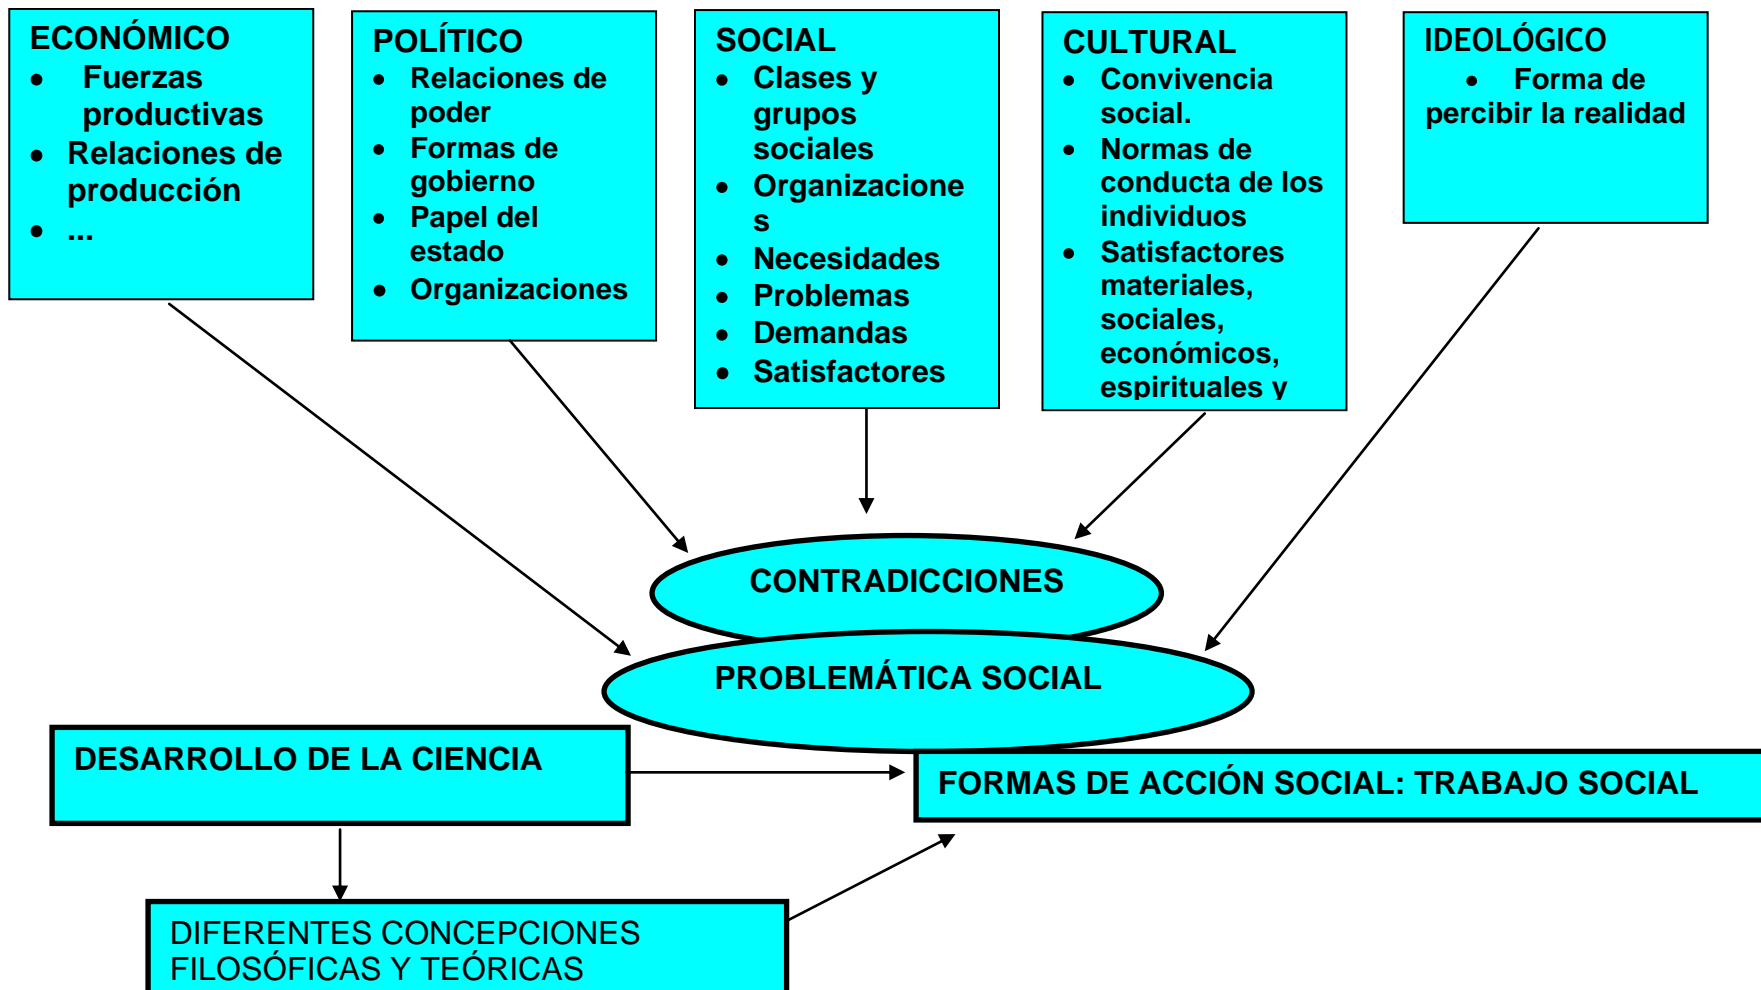 ECONÓMICO
• Fuerzas
productivas
• Relaciones de
producción
• ...
POLÍTICO
• Relaciones de
poder
• Formas de
gobierno
• Papel del
estado
• Organizaciones
SOCIAL
• Clases y
grupos
sociales
• Organizacione
s
• Necesidades
• Problemas
• Demandas
• Satisfactores
CULTURAL
• Convivencia
social.
• Normas de
conducta de los
individuos
• Satisfactores
materiales,
sociales,
económicos,
espirituales y
IDEOLÓGICO
• Forma de
percibir la realidad
CONTRADICCIONES
PROBLEMÁTICA SOCIAL
DESARROLLO DE LA CIENCIA
FORMAS DE ACCIÓN SOCIAL: TRABAJO SOCIAL
DIFERENTES CONCEPCIONES
FILOSÓFICAS Y TEÓRICAS